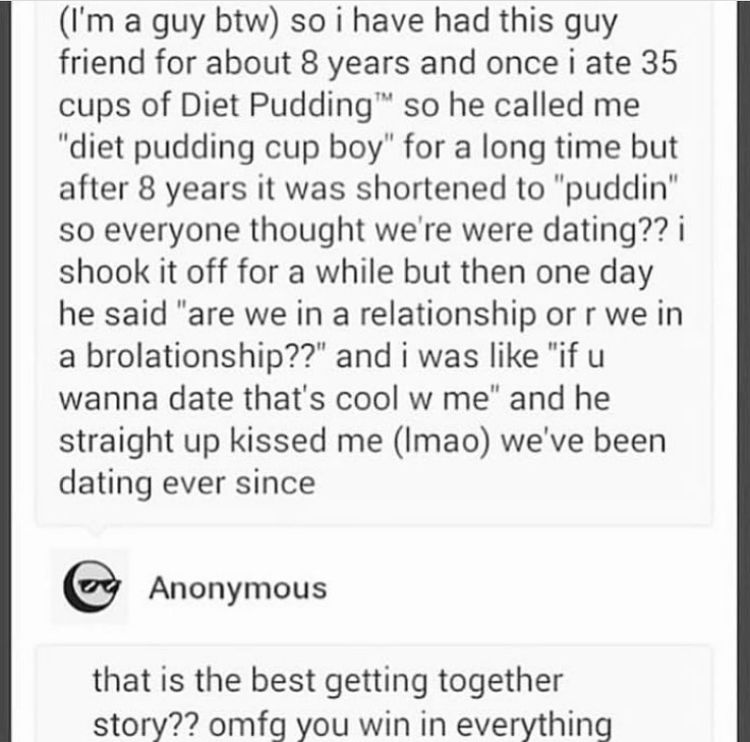 (I'm a guy btw) so i have had this guy
friend for about 8 years and once i ate 35
cups of Diet Pudding™ so he called me
"diet pudding cup boy" for a long time but
after 8 years it was shortened to "puddin"
so everyone thought we're were dating?? i
shook it off for a while but then one day
he said "are we in a relationship or r we in
a brolationship??" and i was like "if u
wanna date that's cool w me" and he
straight up kissed me (lmao) we've been
dating ever since
Anonymous
that is the best getting together
story?? omfg you win in everything